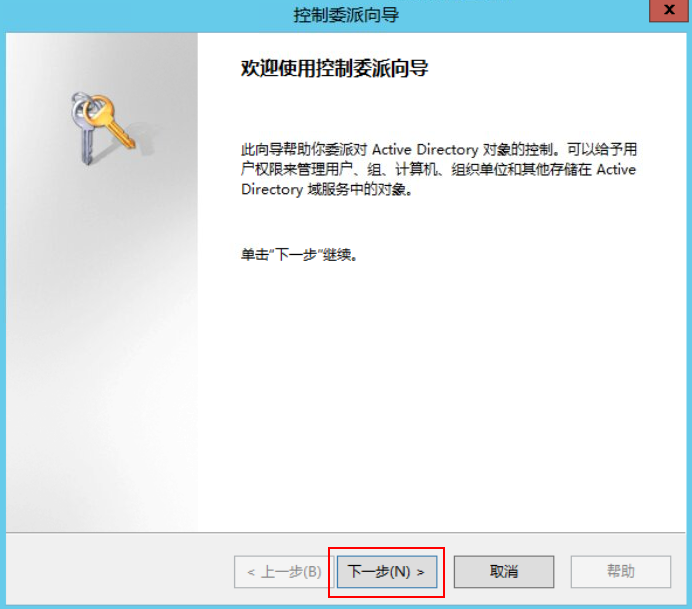 控制委派向导
x
欢迎使用控制委派向导
此向导帮助你委派对 Active Directory 对象的控制。可以给予用
户权限来管理用户、组、计算机、组织单位和其他存储在 Active
Directory 域服务中的对象。
单击"下一步"继续。
< 上一步(B)
下一步(N) >
取消
帮助